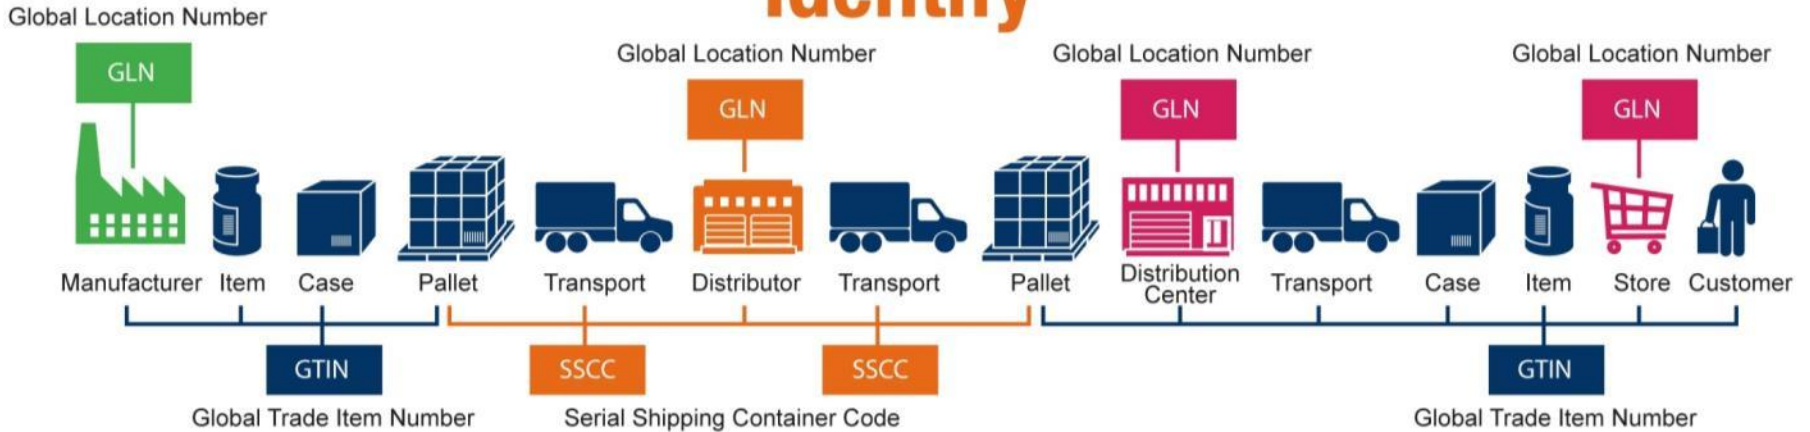 Identify
Global Location Number
GLN
Global Location Number
GLN
Global Location Number
GLN
Global Location Number
GLN
Manufacturer
Item
Case
Pallet
Transport
Distributor
Transport
Pallet
Distribution
Center
Transport
Case
Item
Store
Customer
GTIN
Global Trade Item Number
SSCC
SSCC
Serial Shipping Container Code
GTIN
Global Trade Item Number